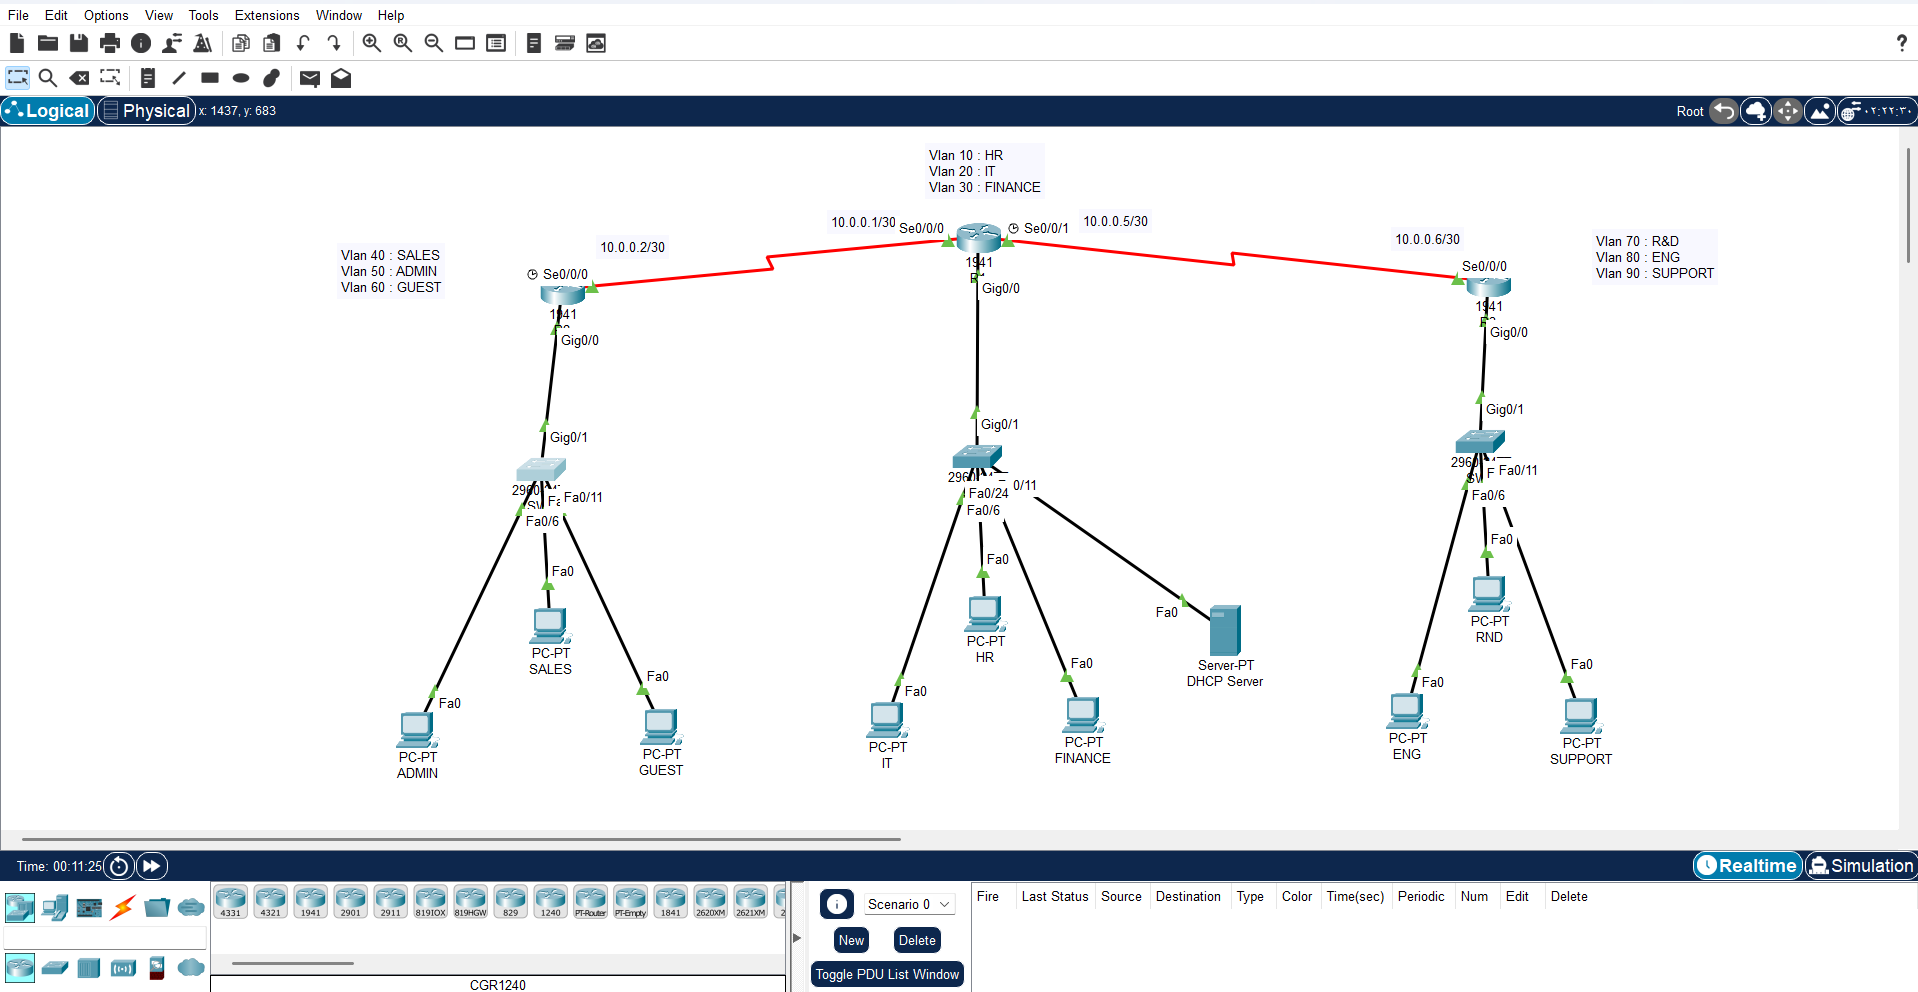 File Edit Options View Tools Extensions Window Help
?
Logical Physical x: 1437, y: 683
Root ٠٢:٢٢:٣٠
Vlan 10 : HR
Vlan 20 : IT
Vlan 30 : FINANCE
10.0.0.1/30 Se0/0/0 Se0/0/1 10.0.0.5/30
1941
Gig0/0
Vlan 40 : SALES
Vlan 50 : ADMIN
Vlan 60 : GUEST
10.0.0.2/30
Se0/0/0
1941
Gig0/0
10.0.0.6/30
Se0/0/0
1941
Gig0/0
Vlan 70 : R&D
Vlan 80 : ENG
Vlan 90 : SUPPORT
Gig0/1
2960
Fa0/11
Fa0/6
Fa0
PC-PT
SALES
Fa0
PC-PT
ADMIN
Fa0
PC-PT
GUEST
Gig0/1
2960
0/11
Fa0/24
Fa0/6
Fa0
PC-PT
HR
Fa0
PC-PT
IT
Fa0
PC-PT
FINANCE
Fa0
Server-PT
DHCP Server
Gig0/1
2960
Fa0/11
Fa0/6
Fa0
PC-PT
RND
Fa0
PC-PT
ENG
Fa0
PC-PT
SUPPORT
Time: 00:11:25
Realtime Simulation
4331 4321 1941 2901 2911 819IOX 819HGW 829 1240 PT-Router PT-Empty 1841 2620XM 2621XM 2
CGR1240
Scenario 0
New Delete
Toggle PDU List Window
Fire Last Status Source Destination Type Color Time(sec) Periodic Num Edit Delete